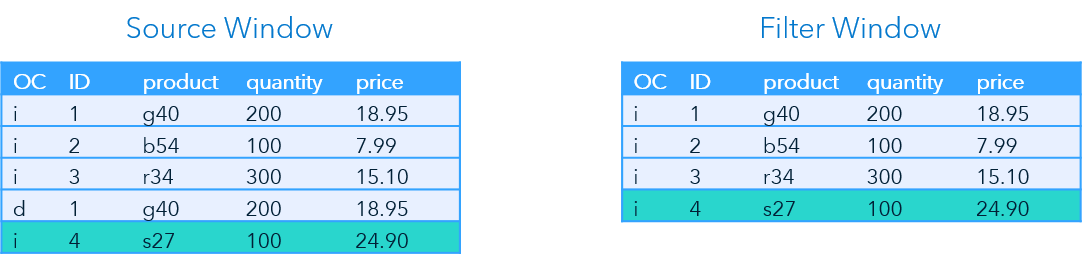 Source Window
OC ID product quantity price
i 1 g40 200 18.95
i 2 b54 100 7.99
i 3 r34 300 15.10
d 1 g40 200 18.95
i 4 s27 100 24.90
Filter Window
OC ID product quantity price
i 1 g40 200 18.95
i 2 b54 100 7.99
i 3 r34 300 15.10
i 4 s27 100 24.90